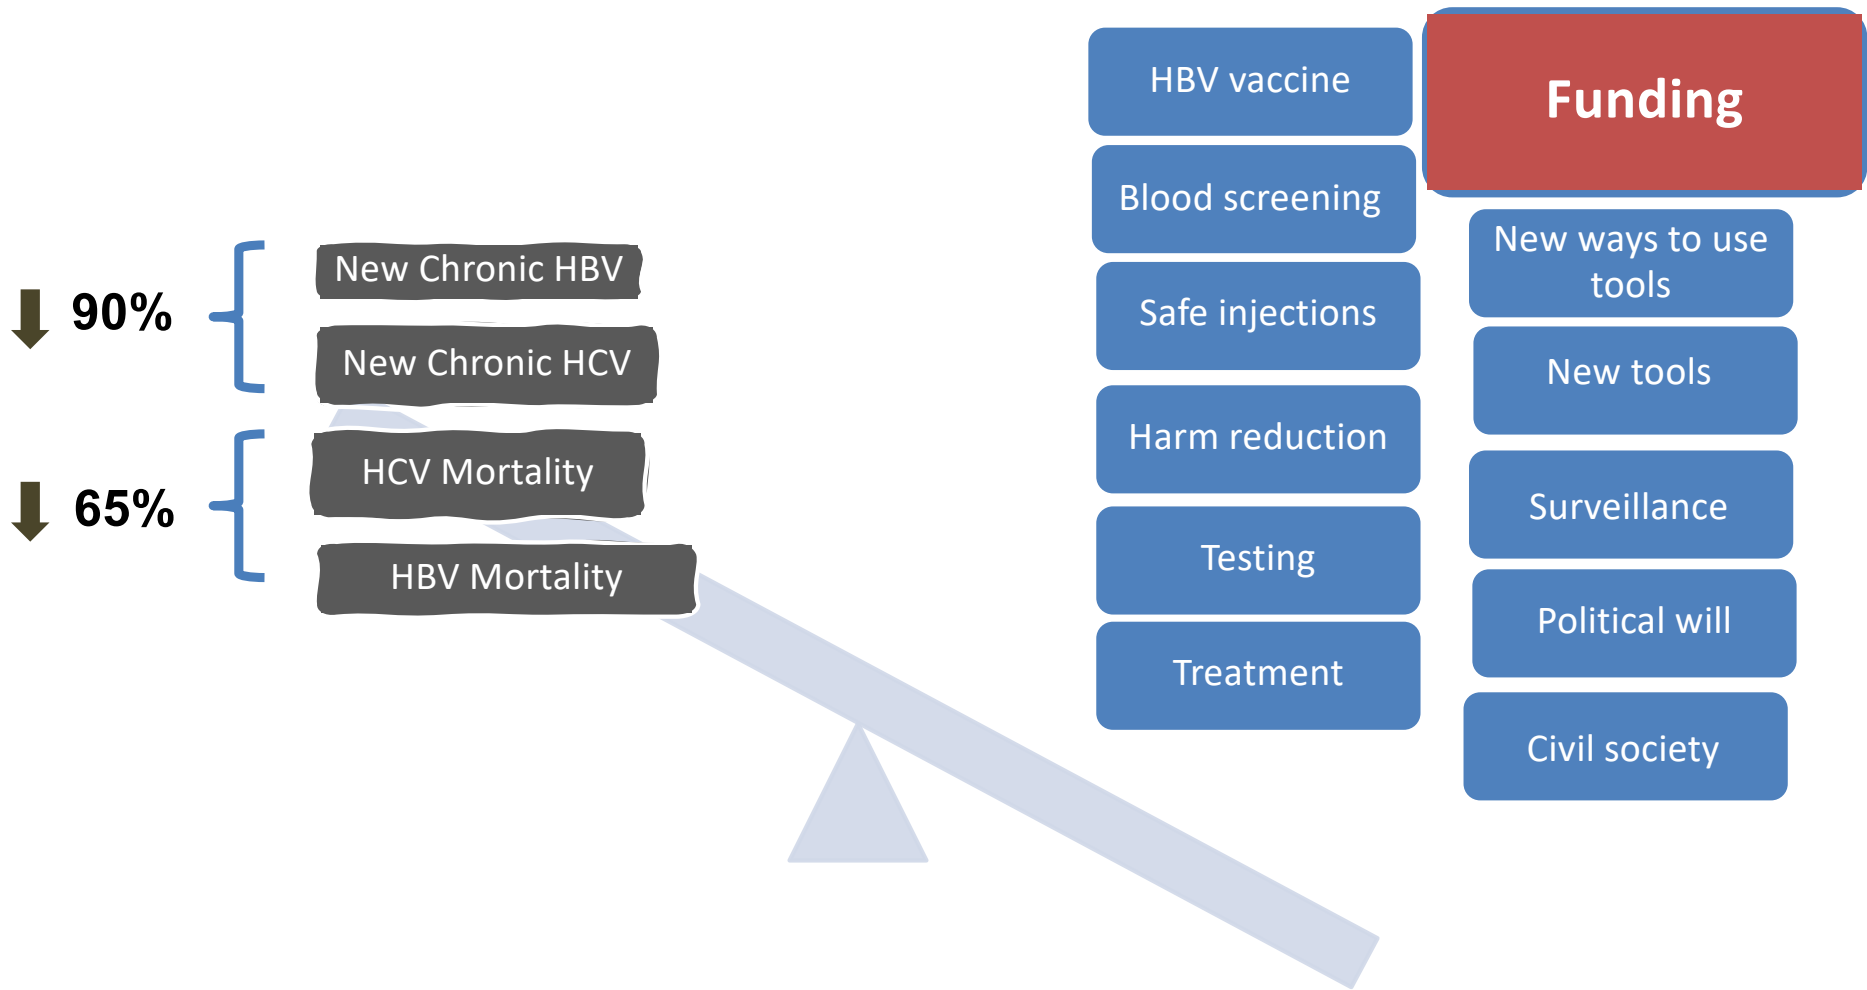 90%
New Chronic HBV
New Chronic HCV
65%
HCV Mortality
HBV Mortality
HBV vaccine
Blood screening
Safe injections
Harm reduction
Testing
Treatment
Funding
New ways to use
tools
New tools
Surveillance
Political will
Civil society